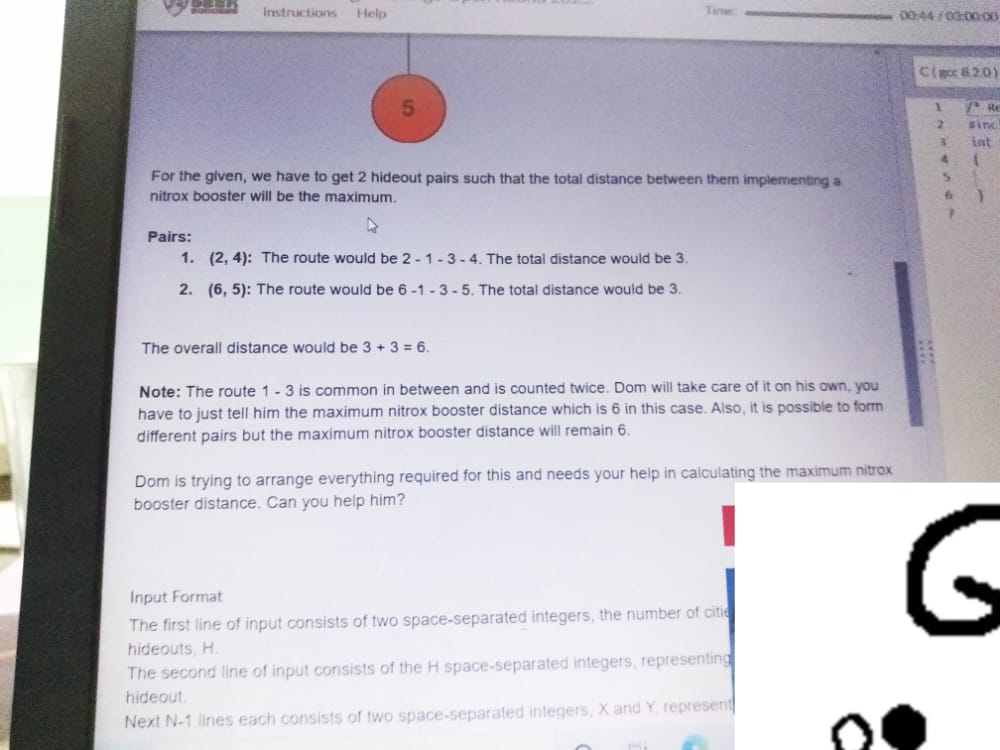 Instructions Help
Time: 00:44 / 03:00:00
C ( gcc 8.2.0)
1 /* Re
2 #inc
3 int
4 {
5
6 }
7
5
For the given, we have to get 2 hideout pairs such that the total distance between them implementing a
nitrox booster will be the maximum.
Pairs:
1. (2, 4): The route would be 2 - 1 - 3 - 4. The total distance would be 3.
2. (6, 5): The route would be 6 -1 - 3 - 5. The total distance would be 3.
The overall distance would be 3 + 3 = 6.
Note: The route 1 - 3 is common in between and is counted twice. Dom will take care of it on his own, you
have to just tell him the maximum nitrox booster distance which is 6 in this case. Also, it is possible to form
different pairs but the maximum nitrox booster distance will remain 6.
Dom is trying to arrange everything required for this and needs your help in calculating the maximum nitrox
booster distance. Can you help him?
Input Format
The first line of input consists of two space-separated integers, the number of citie
hideouts, H.
The second line of input consists of the H space-separated integers, representing
hideout.
Next N-1 lines each consists of two space-separated integers, X and Y, represent